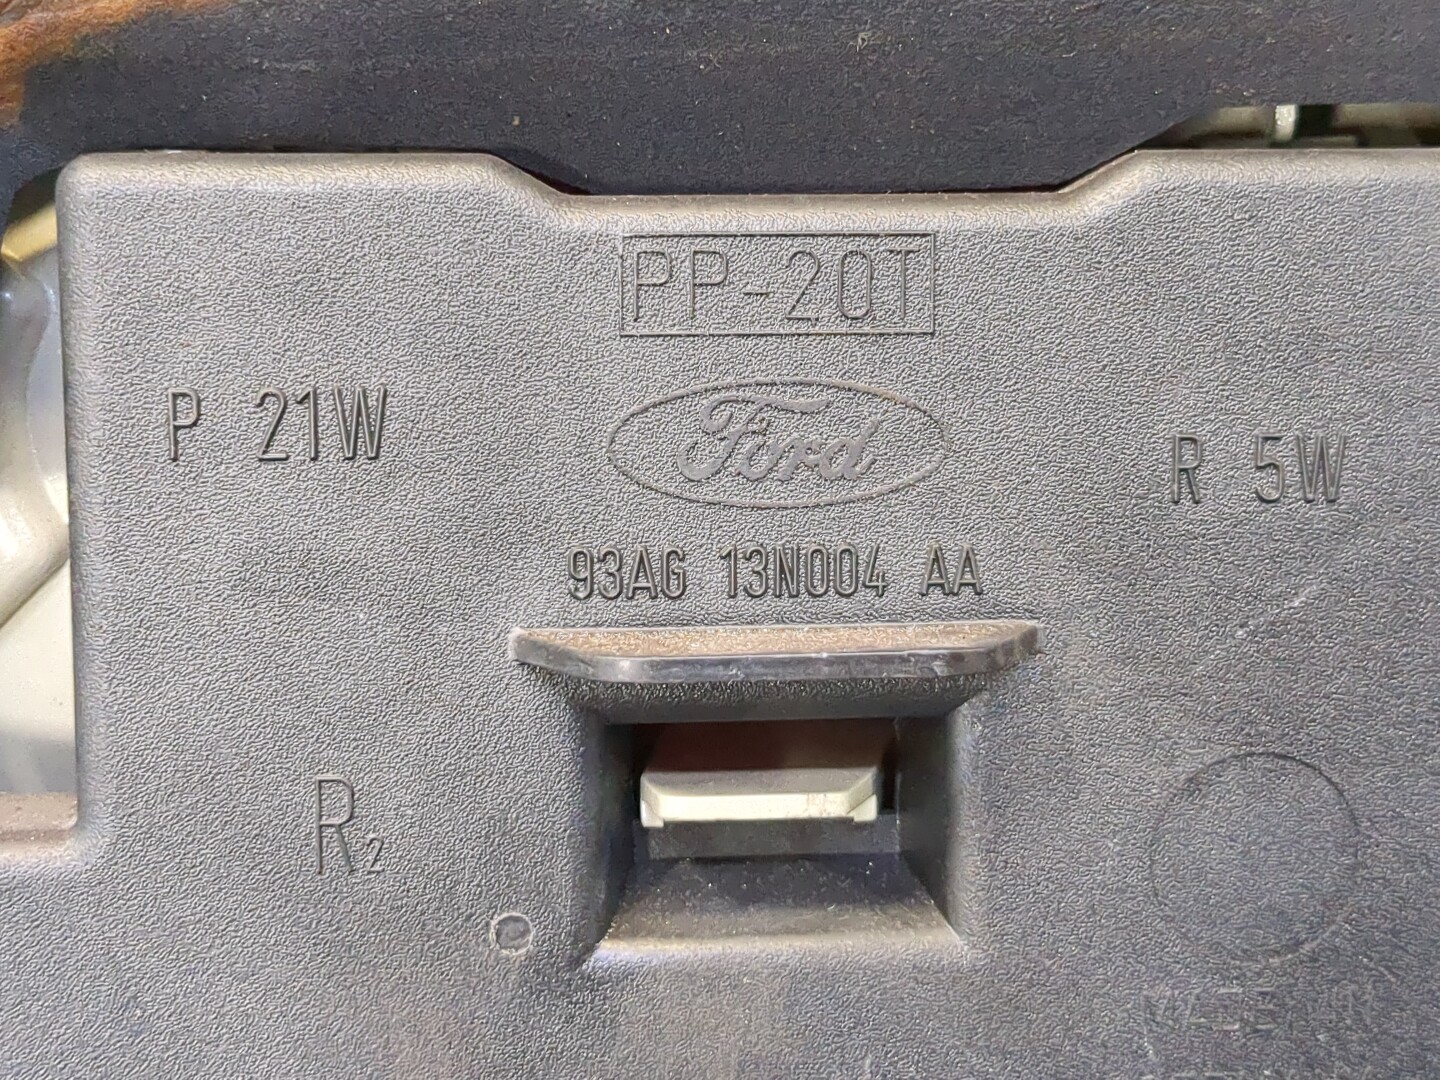 PP-20T
P 21W
Ford
R 5W
93AG 13N004 AA
R2